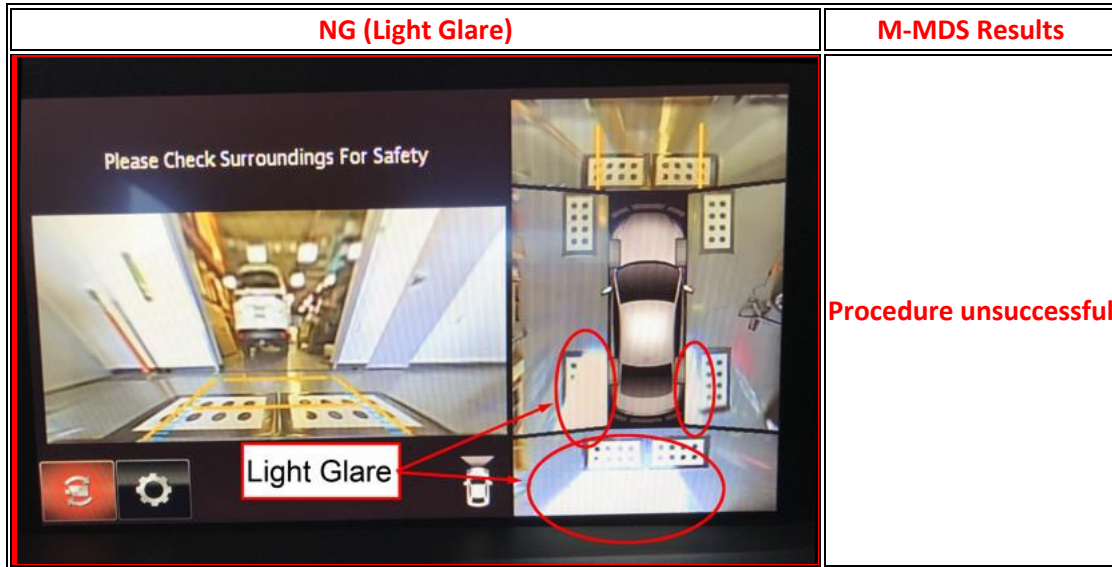 NG (Light Glare)
M-MDS Results
Please Check Surroundings For Safety
Light Glare
Procedure unsuccessful